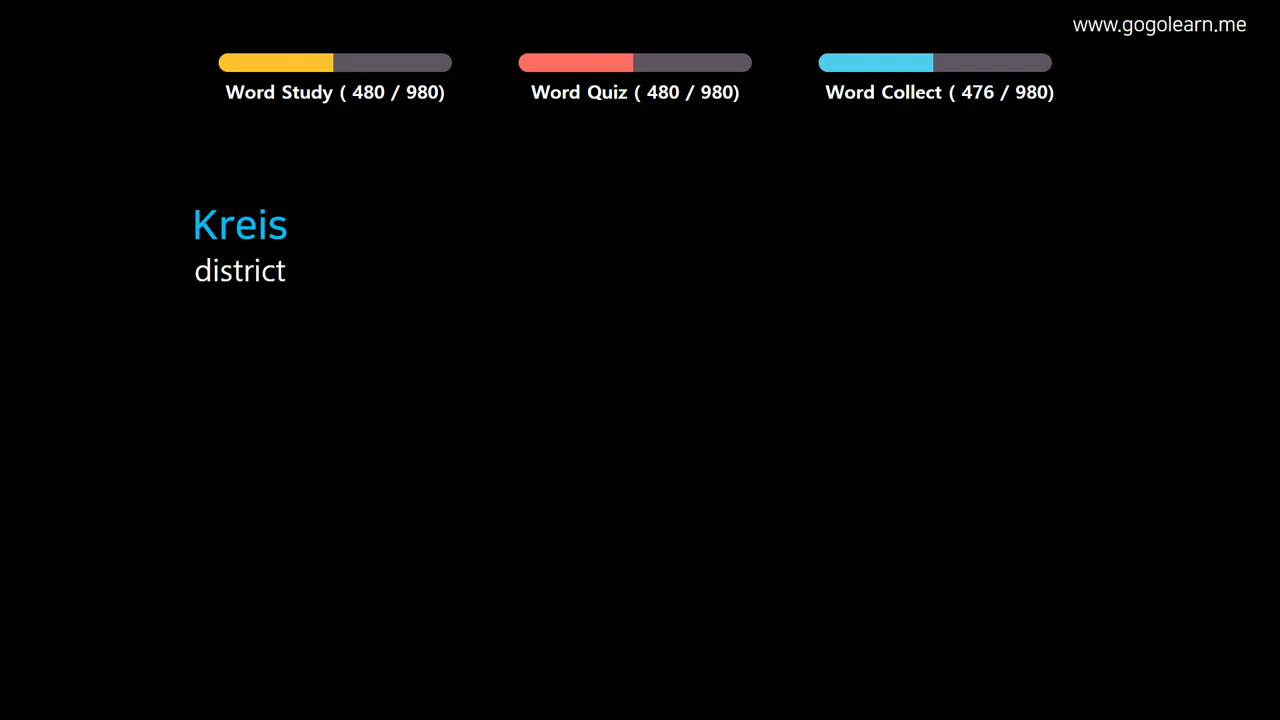 www.gogolearn.me
Word Study ( 480 / 980)
Word Quiz ( 480 / 980)
Word Collect ( 476 / 980)
Kreis
district